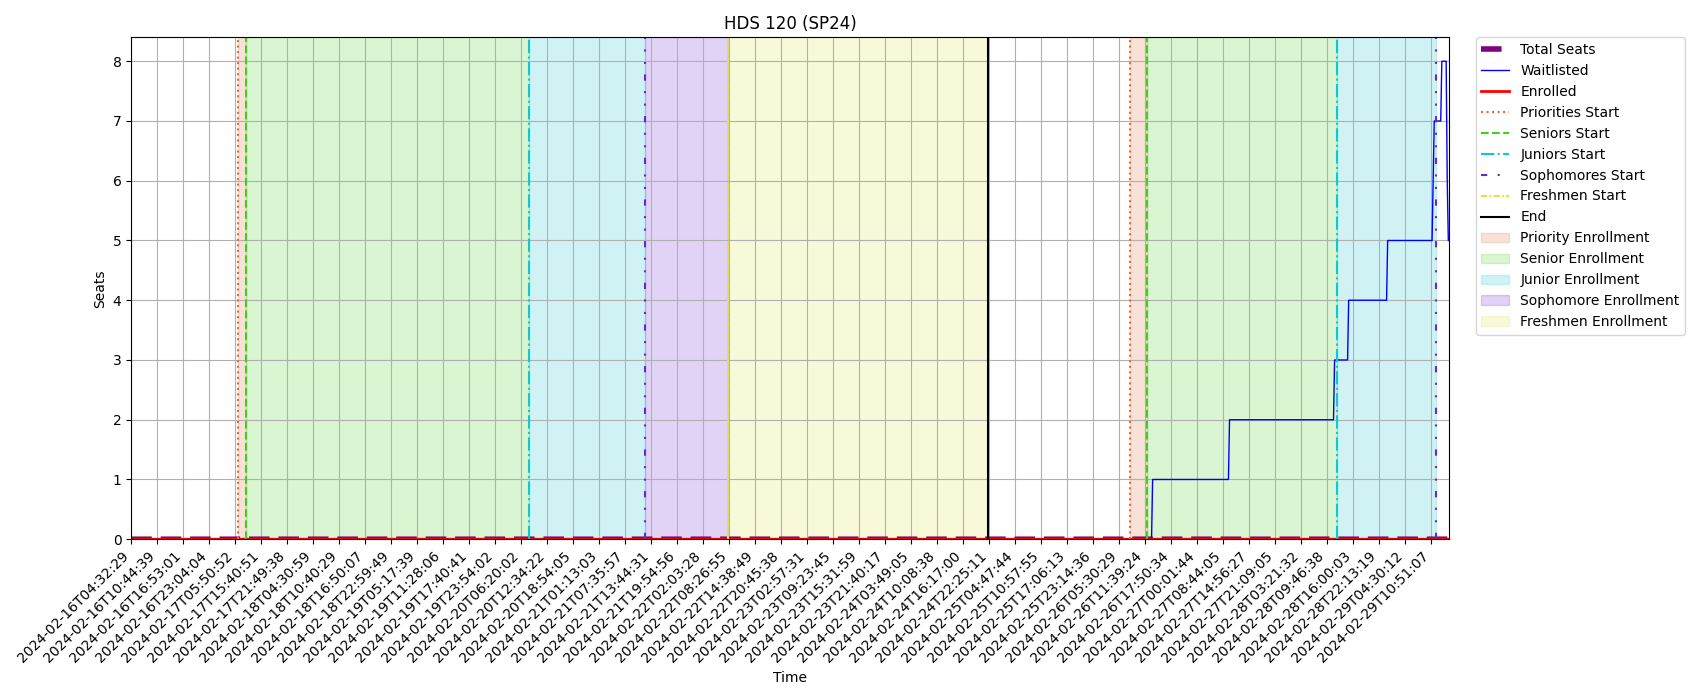 HDS 120 (SP24)
Seats
8
7
6
5
4
3
2
1
0
2024-02-16T04:32:29
2024-02-16T10:44:39
2024-02-16T16:53:01
2024-02-16T23:04:04
2024-02-17T05:50:52
2024-02-17T15:40:51
2024-02-17T21:49:38
2024-02-18T04:30:59
2024-02-18T10:40:29
2024-02-18T16:50:07
2024-02-18T22:59:49
2024-02-19T05:17:39
2024-02-19T11:28:06
2024-02-19T17:40:41
2024-02-19T23:54:02
2024-02-20T06:20:02
2024-02-20T12:34:22
2024-02-20T18:54:05
2024-02-21T01:13:03
2024-02-21T07:35:57
2024-02-21T13:44:31
2024-02-21T19:54:56
2024-02-22T02:03:28
2024-02-22T08:26:55
2024-02-22T14:38:49
2024-02-22T20:45:38
2024-02-23T02:57:31
2024-02-23T09:23:45
2024-02-23T15:31:59
2024-02-23T21:40:17
2024-02-24T03:49:05
2024-02-24T10:08:38
2024-02-24T16:17:00
2024-02-24T22:25:11
2024-02-25T04:47:44
2024-02-25T10:57:55
2024-02-25T17:06:13
2024-02-25T23:14:36
2024-02-26T05:30:29
2024-02-26T11:39:24
2024-02-26T17:50:34
2024-02-27T00:01:44
2024-02-27T08:44:05
2024-02-27T14:56:27
2024-02-27T21:09:05
2024-02-28T03:21:32
2024-02-28T09:46:38
2024-02-28T16:00:03
2024-02-28T22:13:19
2024-02-29T04:30:12
2024-02-29T10:51:07
Time
Total Seats
Waitlisted
Enrolled
Priorities Start
Seniors Start
Juniors Start
Sophomores Start
Freshmen Start
End
Priority Enrollment
Senior Enrollment
Junior Enrollment
Sophomore Enrollment
Freshmen Enrollment